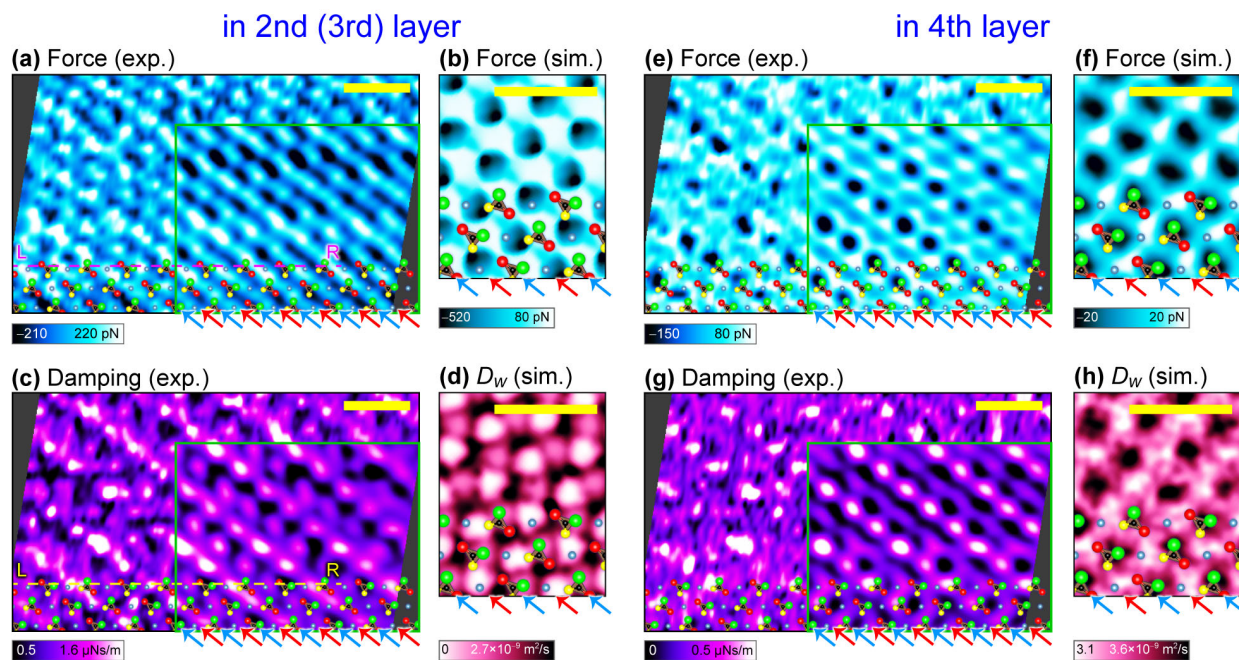 in 2nd (3rd) layer
in 4th layer
(a) Force (exp.)
(b) Force (sim.)
(e) Force (exp.)
(f) Force (sim.)
L
R
−210 220 pN
−520 80 pN
−150 80 pN
−20 20 pN
(c) Damping (exp.)
(d) D_W (sim.)
(g) Damping (exp.)
(h) D_W (sim.)
L
R
0.5 1.6 μNs/m
0 2.7×10⁻⁹ m²/s
0 0.5 μNs/m
3.1 3.6×10⁻⁹ m²/s